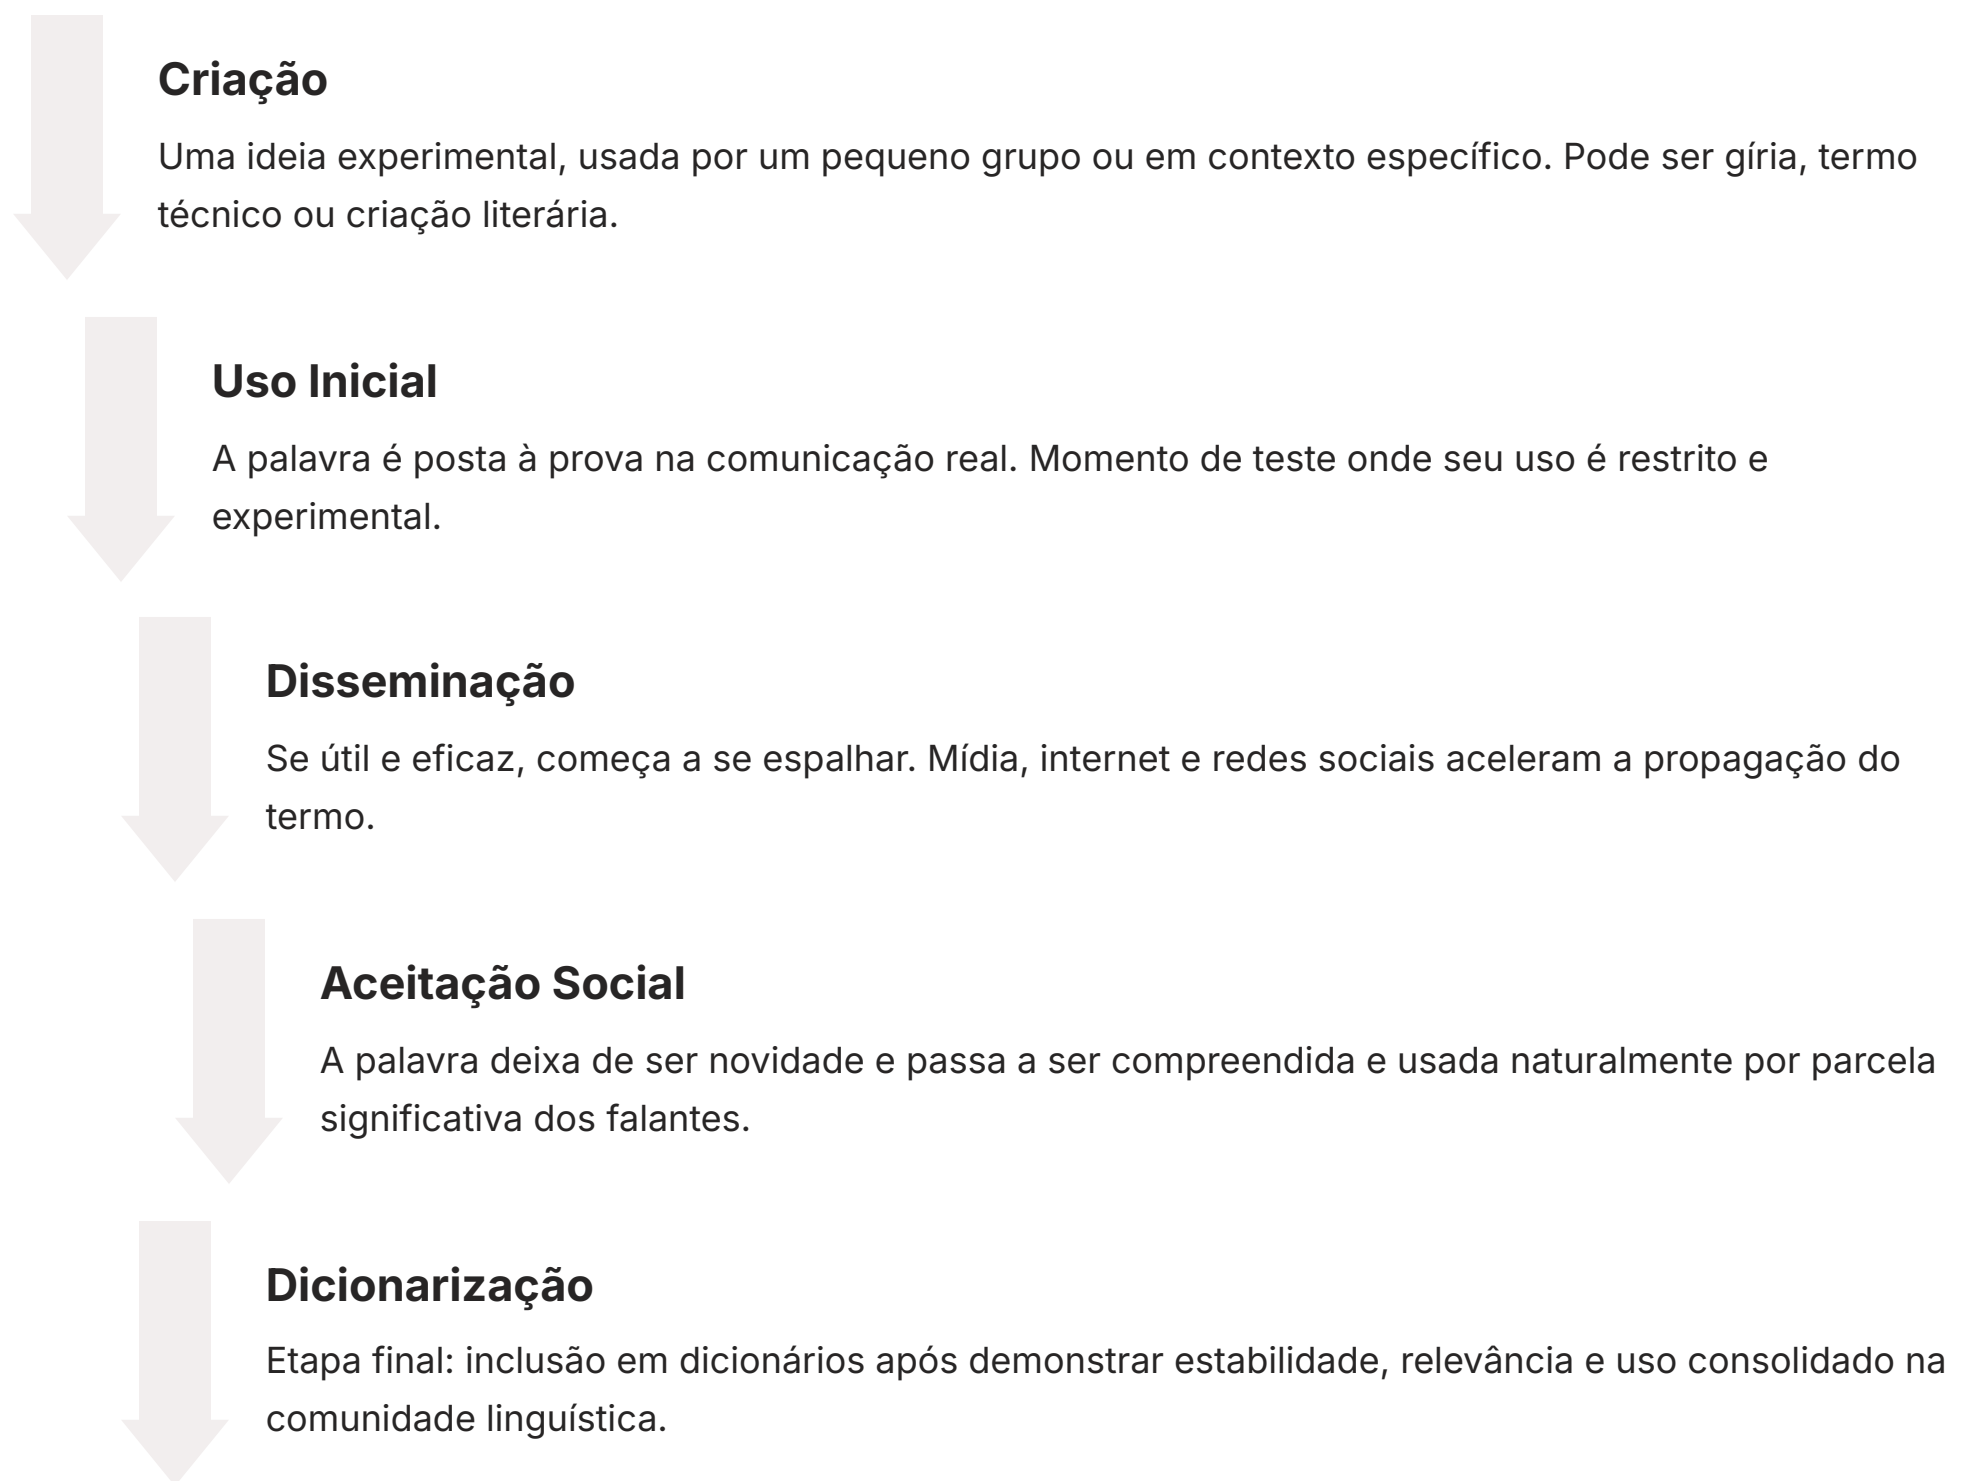 Criação
Uma ideia experimental, usada por um pequeno grupo ou em contexto específico. Pode ser gíria, termo
técnico ou criação literária.
Uso Inicial
A palavra é posta à prova na comunicação real. Momento de teste onde seu uso é restrito e
experimental.
Disseminação
Se útil e eficaz, começa a se espalhar. Mídia, internet e redes sociais aceleram a propagação do
termo.
Aceitação Social
A palavra deixa de ser novidade e passa a ser compreendida e usada naturalmente por parcela
significativa dos falantes.
Dicionarização
Etapa final: inclusão em dicionários após demonstrar estabilidade, relevância e uso consolidado na
comunidade linguística.